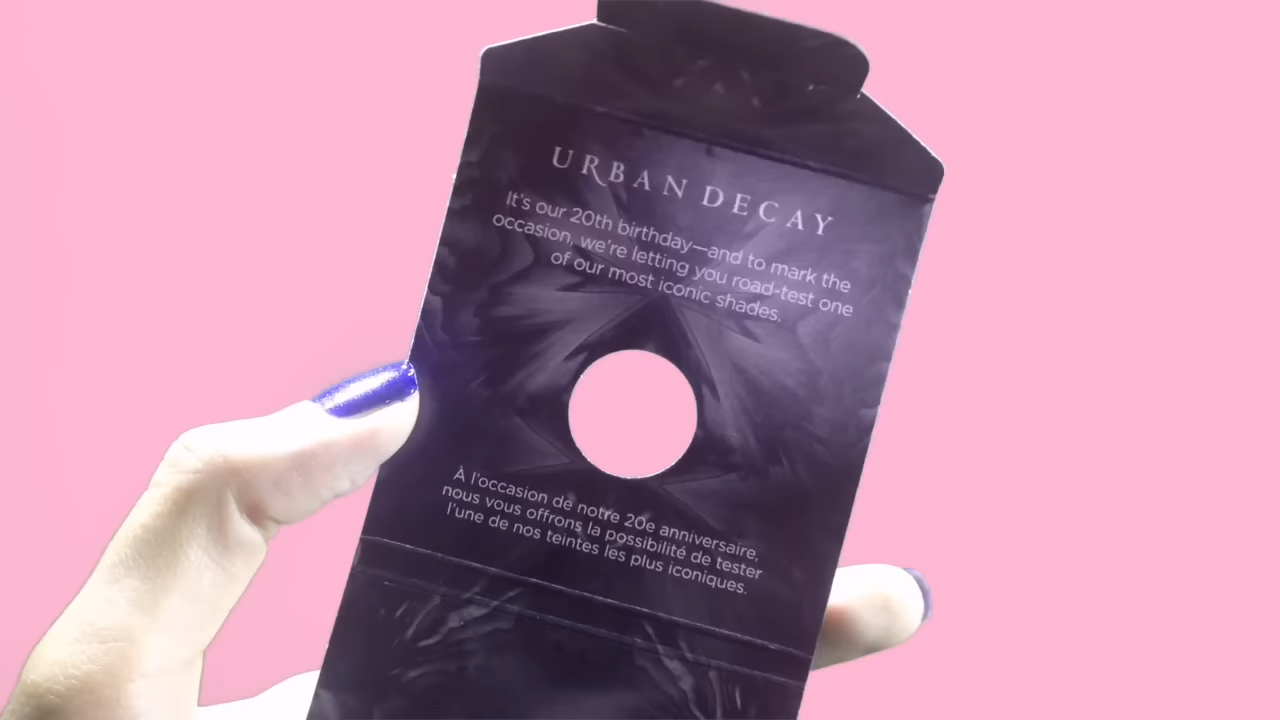 URBAN DECAY
It's our 20th birthday—and to mark the
occasion, we're letting you road-test one
of our most iconic shades.
À l'occasion de notre 20e anniversaire,
nous vous offrons la possibilité de tester
l'une de nos teintes les plus iconiques.